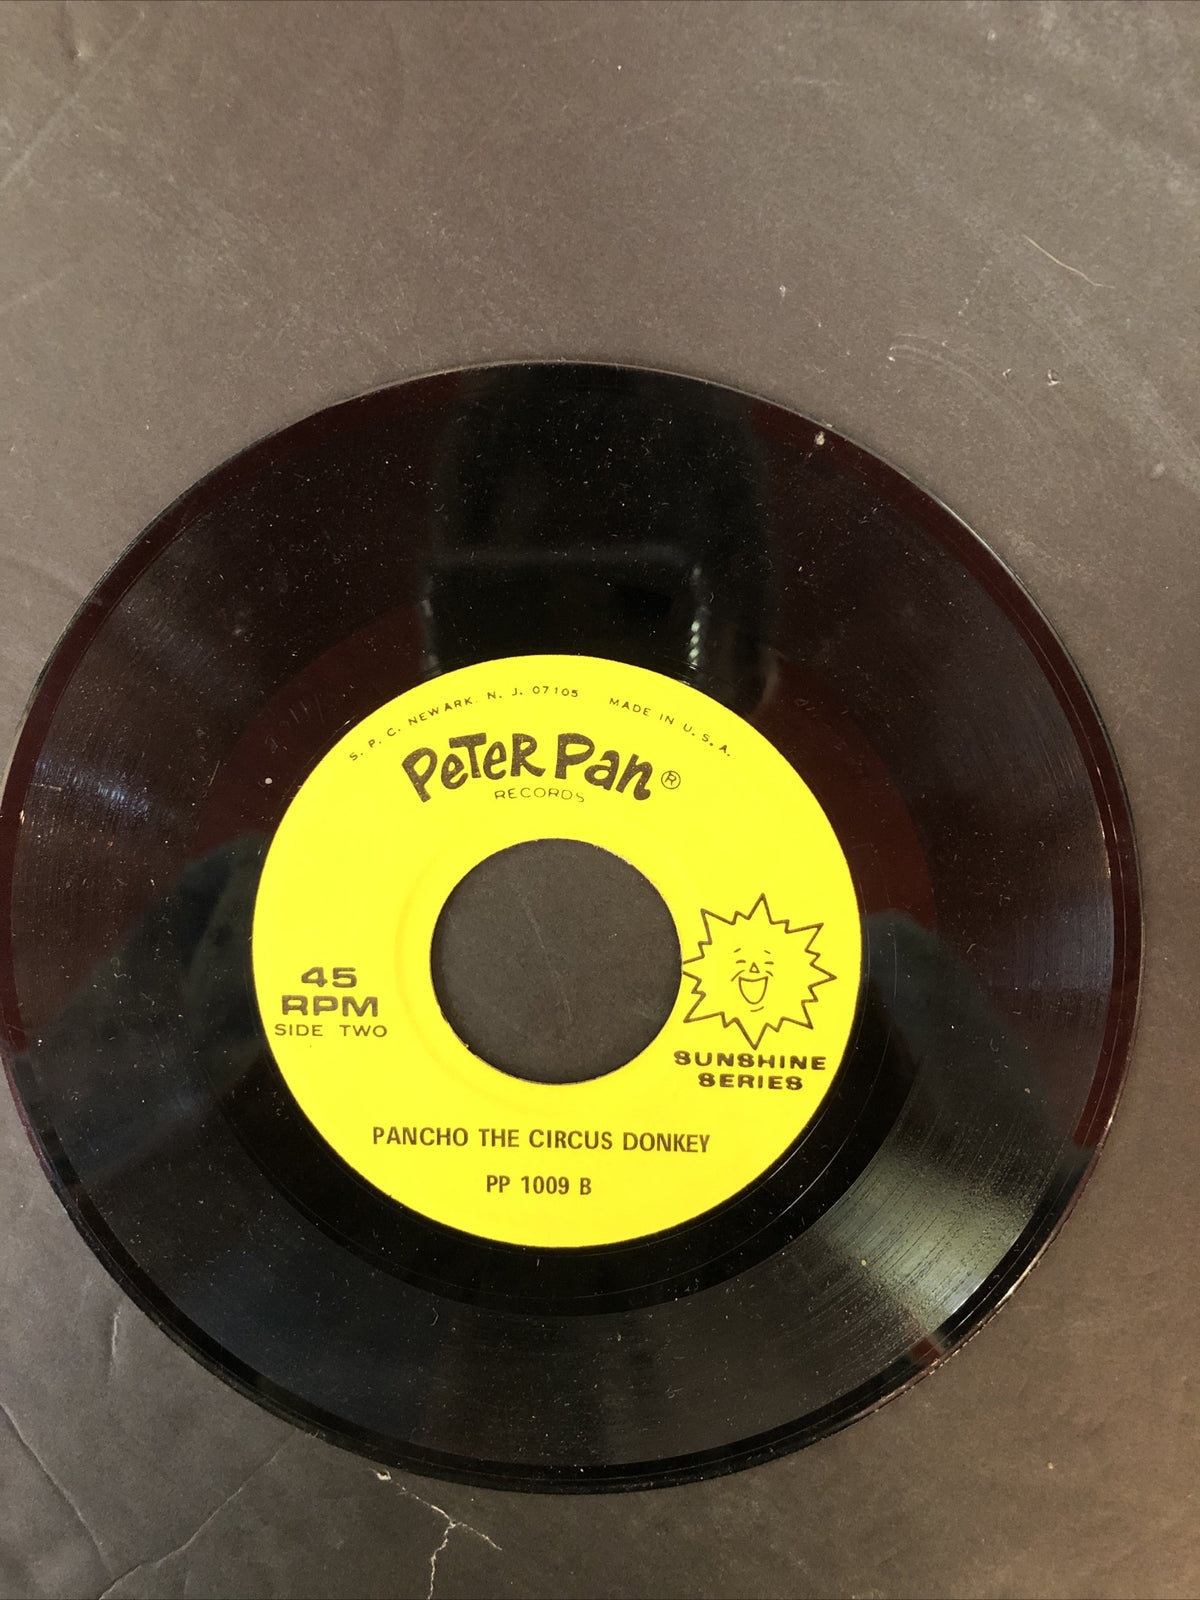 S. P. C. NEWARK. N. J. 07105 MADE IN U. S. A.
PETER PAN ®
RECORDS
45
RPM
SIDE TWO
SUNSHINE
SERIES
PANCHO THE CIRCUS DONKEY
PP 1009 B